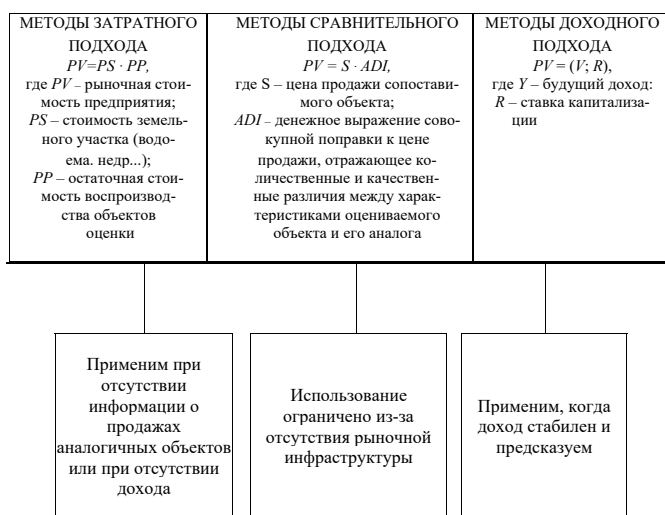 МЕТОДЫ ЗАТРАТНОГО
ПОДХОДА
PV=PS · PP,
где PV – рыночная стои-
мость предприятия;
PS – стоимость земель-
ного участка (водо-
ема. недр...);
PP – остаточная стои-
мость воспроизвод-
ства объектов
оценки
МЕТОДЫ СРАВНИТЕЛЬНОГО
ПОДХОДА
PV = S · ADI,
где S – цена продажи сопостави-
мого объекта;
ADI – денежное выражение сово-
купной поправки к цене
продажи, отражающее ко-
личественные и качествен-
ные различия между харак-
теристиками оцениваемого
объекта и его аналога
МЕТОДЫ ДОХОДНОГО
ПОДХОДА
PV = (V; R),
где Y – будущий доход:
R – ставка капитализа-
ции
Применим при
отсутствии
информации о
продажах
аналогичных объектов
или при отсутствии
дохода
Использование
ограничено из-за
отсутствия рыночной
инфраструктуры
Применим, когда
доход стабилен и
предсказуем